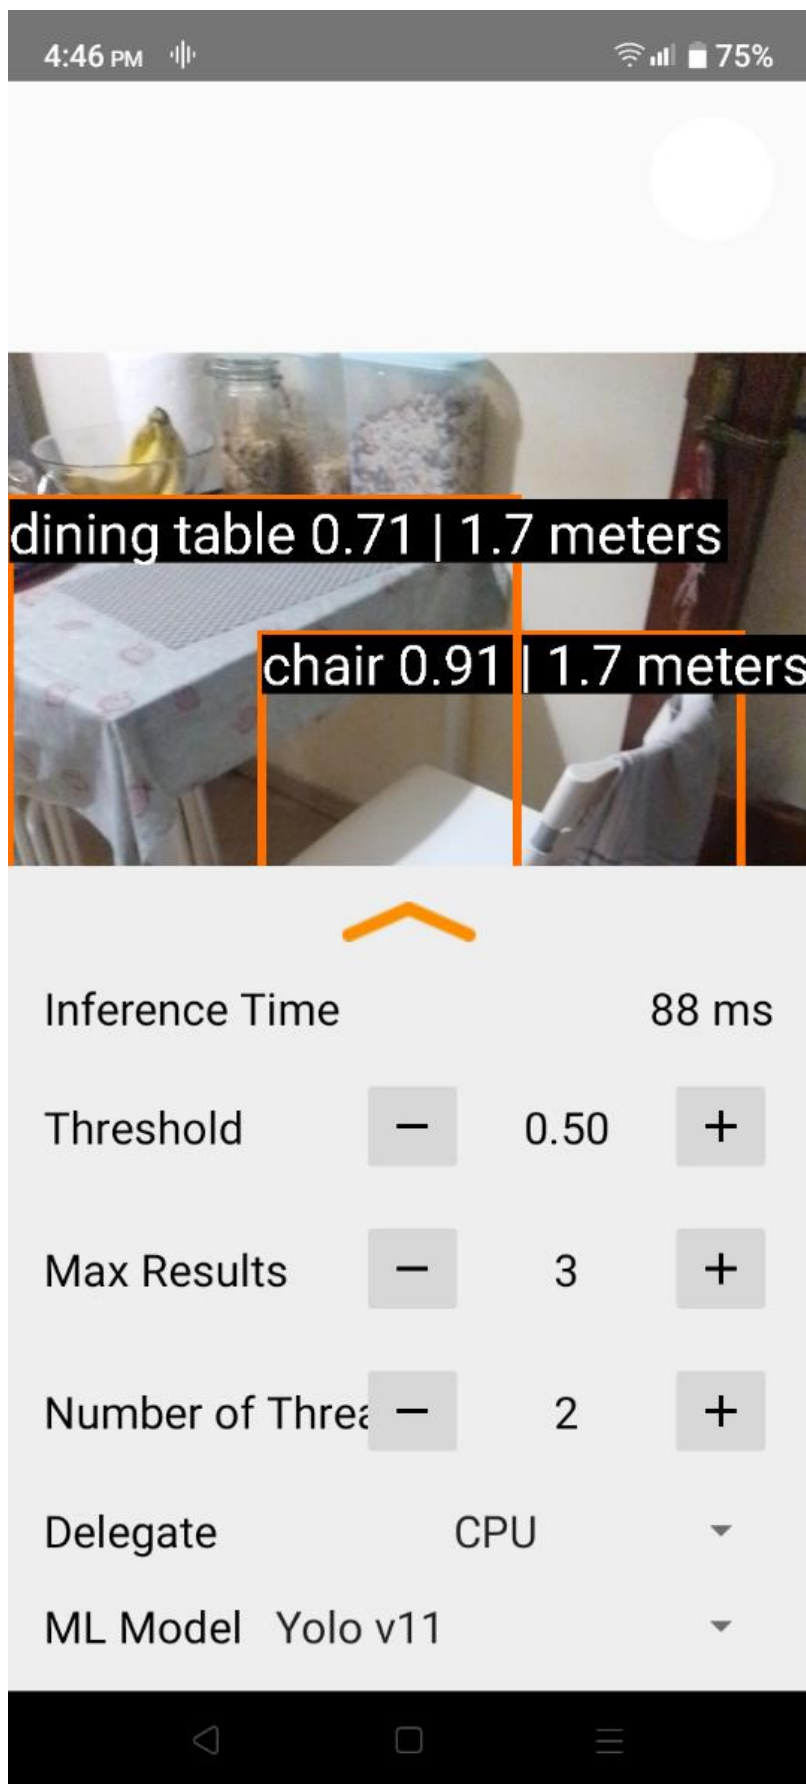 4:46 PM 75%
dining table 0.71 | 1.7 meters
chair 0.91 | 1.7 meters
Inference Time 88 ms
Threshold − 0.50 +
Max Results − 3 +
Number of Threa − 2 +
Delegate CPU
ML Model Yolo v11